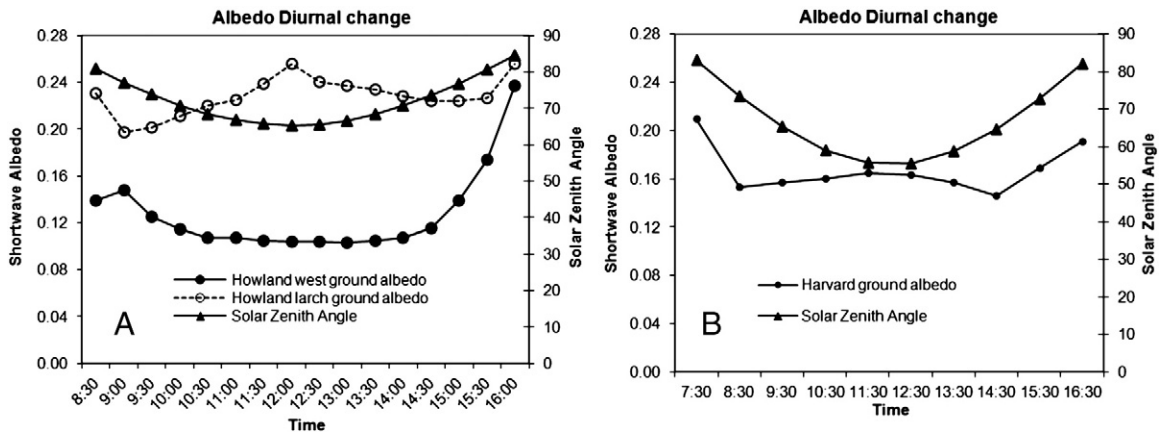 Albedo Diurnal change
0.28
0.24
0.20
0.16
0.12
0.08
0.04
0.00
Shortwave Albedo
90
80
70
60
50
40
30
20
10
0
Solar Zenith Angle
Howland west ground albedo
Howland larch ground albedo
Solar Zenith Angle
A
8:30 9:00 9:30 10:00 10:30 11:00 11:30 12:00 12:30 13:00 13:30 14:00 14:30 15:00 15:30 16:00
Time
Albedo Diurnal change
0.28
0.24
0.20
0.16
0.12
0.08
0.04
0.00
Shortwave Albedo
90
80
70
60
50
40
30
20
10
0
Solar Zenith Angle
Harvard ground albedo
Solar Zenith Angle
B
7:30 8:30 9:30 10:30 11:30 12:30 13:30 14:30 15:30 16:30
Time